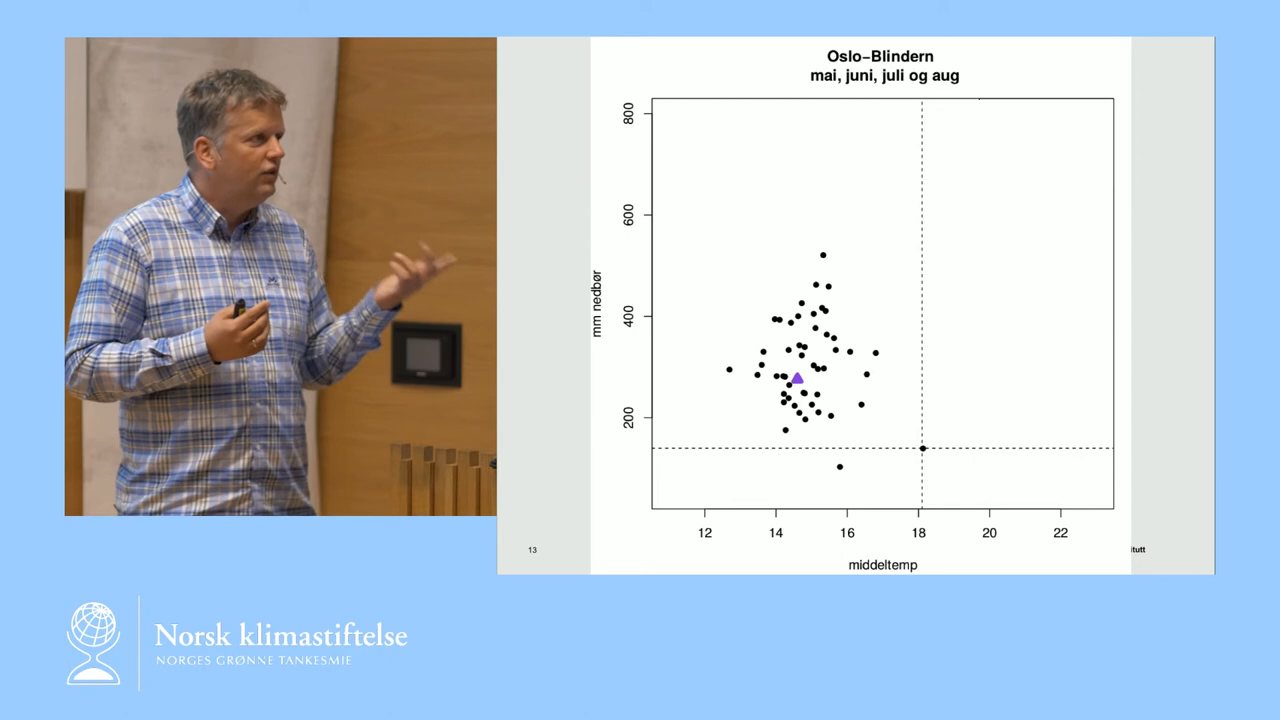 Oslo−Blindern
mai, juni, juli og aug
mm nedbør
800
600
400
200
12
14
16
18
20
22
middeltemp
13
Norsk klimastiftelse
NORGES GRØNNE TANKESMIE